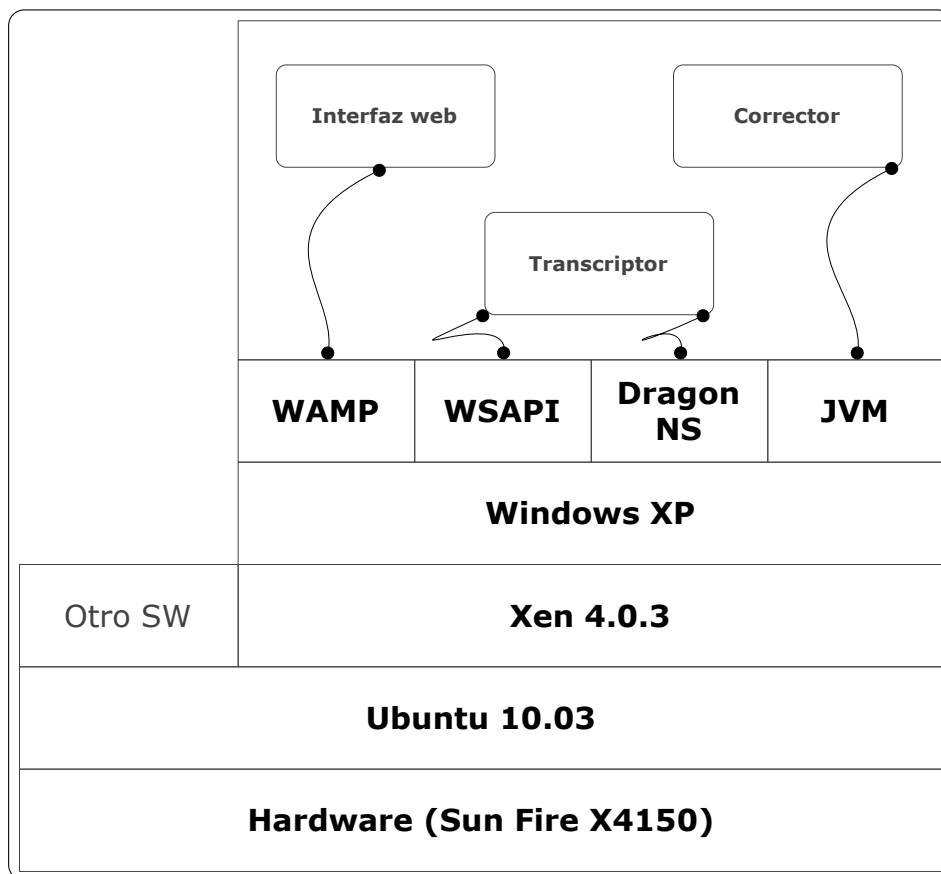 Interfaz web
Corrector
Transcriptor
WAMP
WSAPI
Dragon
NS
JVM
Windows XP
Otro SW
Xen 4.0.3
Ubuntu 10.03
Hardware (Sun Fire X4150)